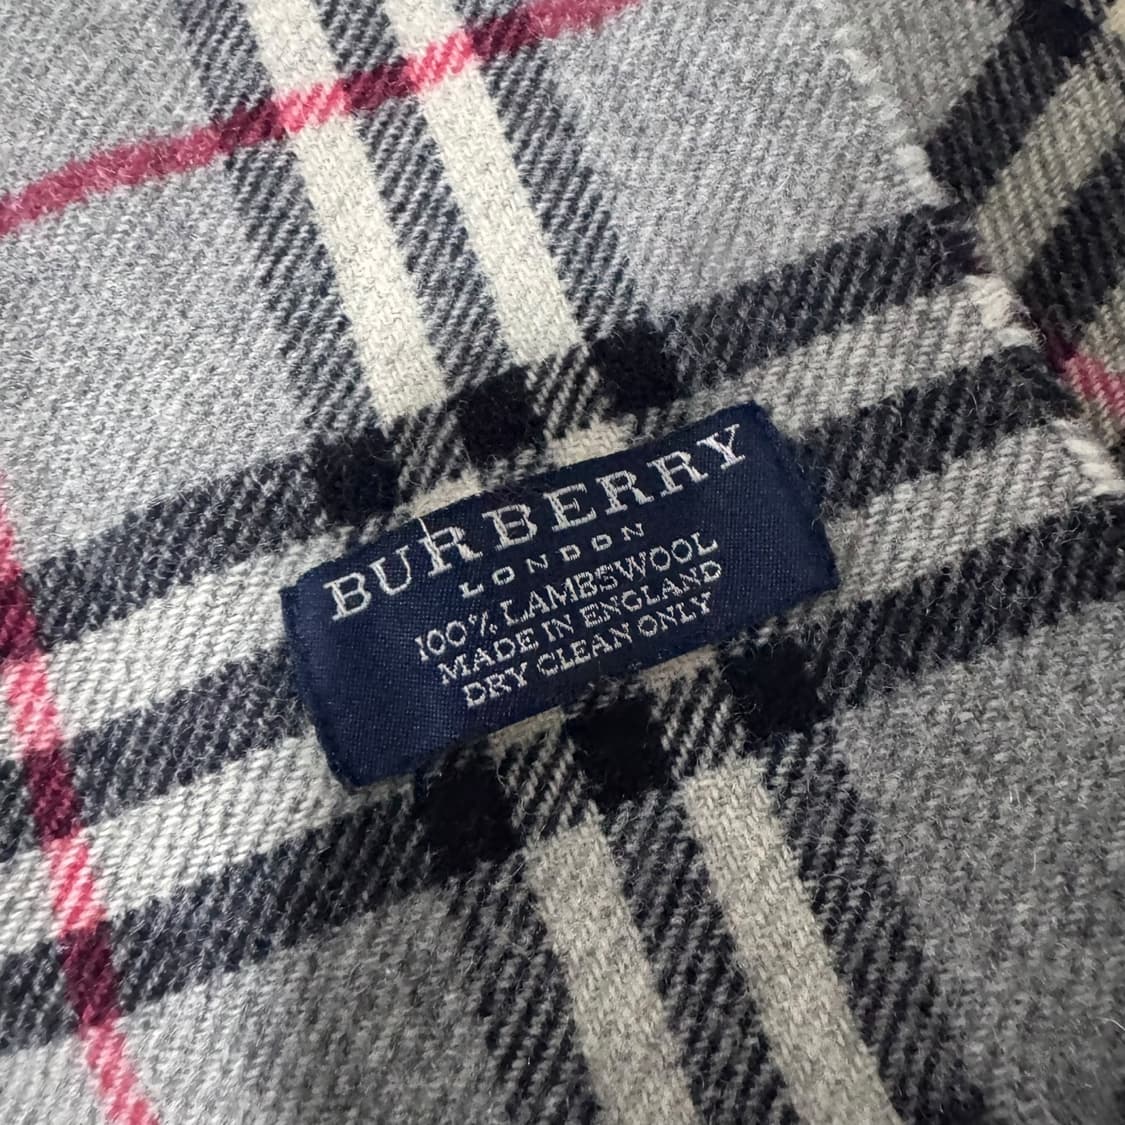 BURBERRY
LONDON
100% LAMBSWOOL
MADE IN ENGLAND
DRY CLEAN ONLY